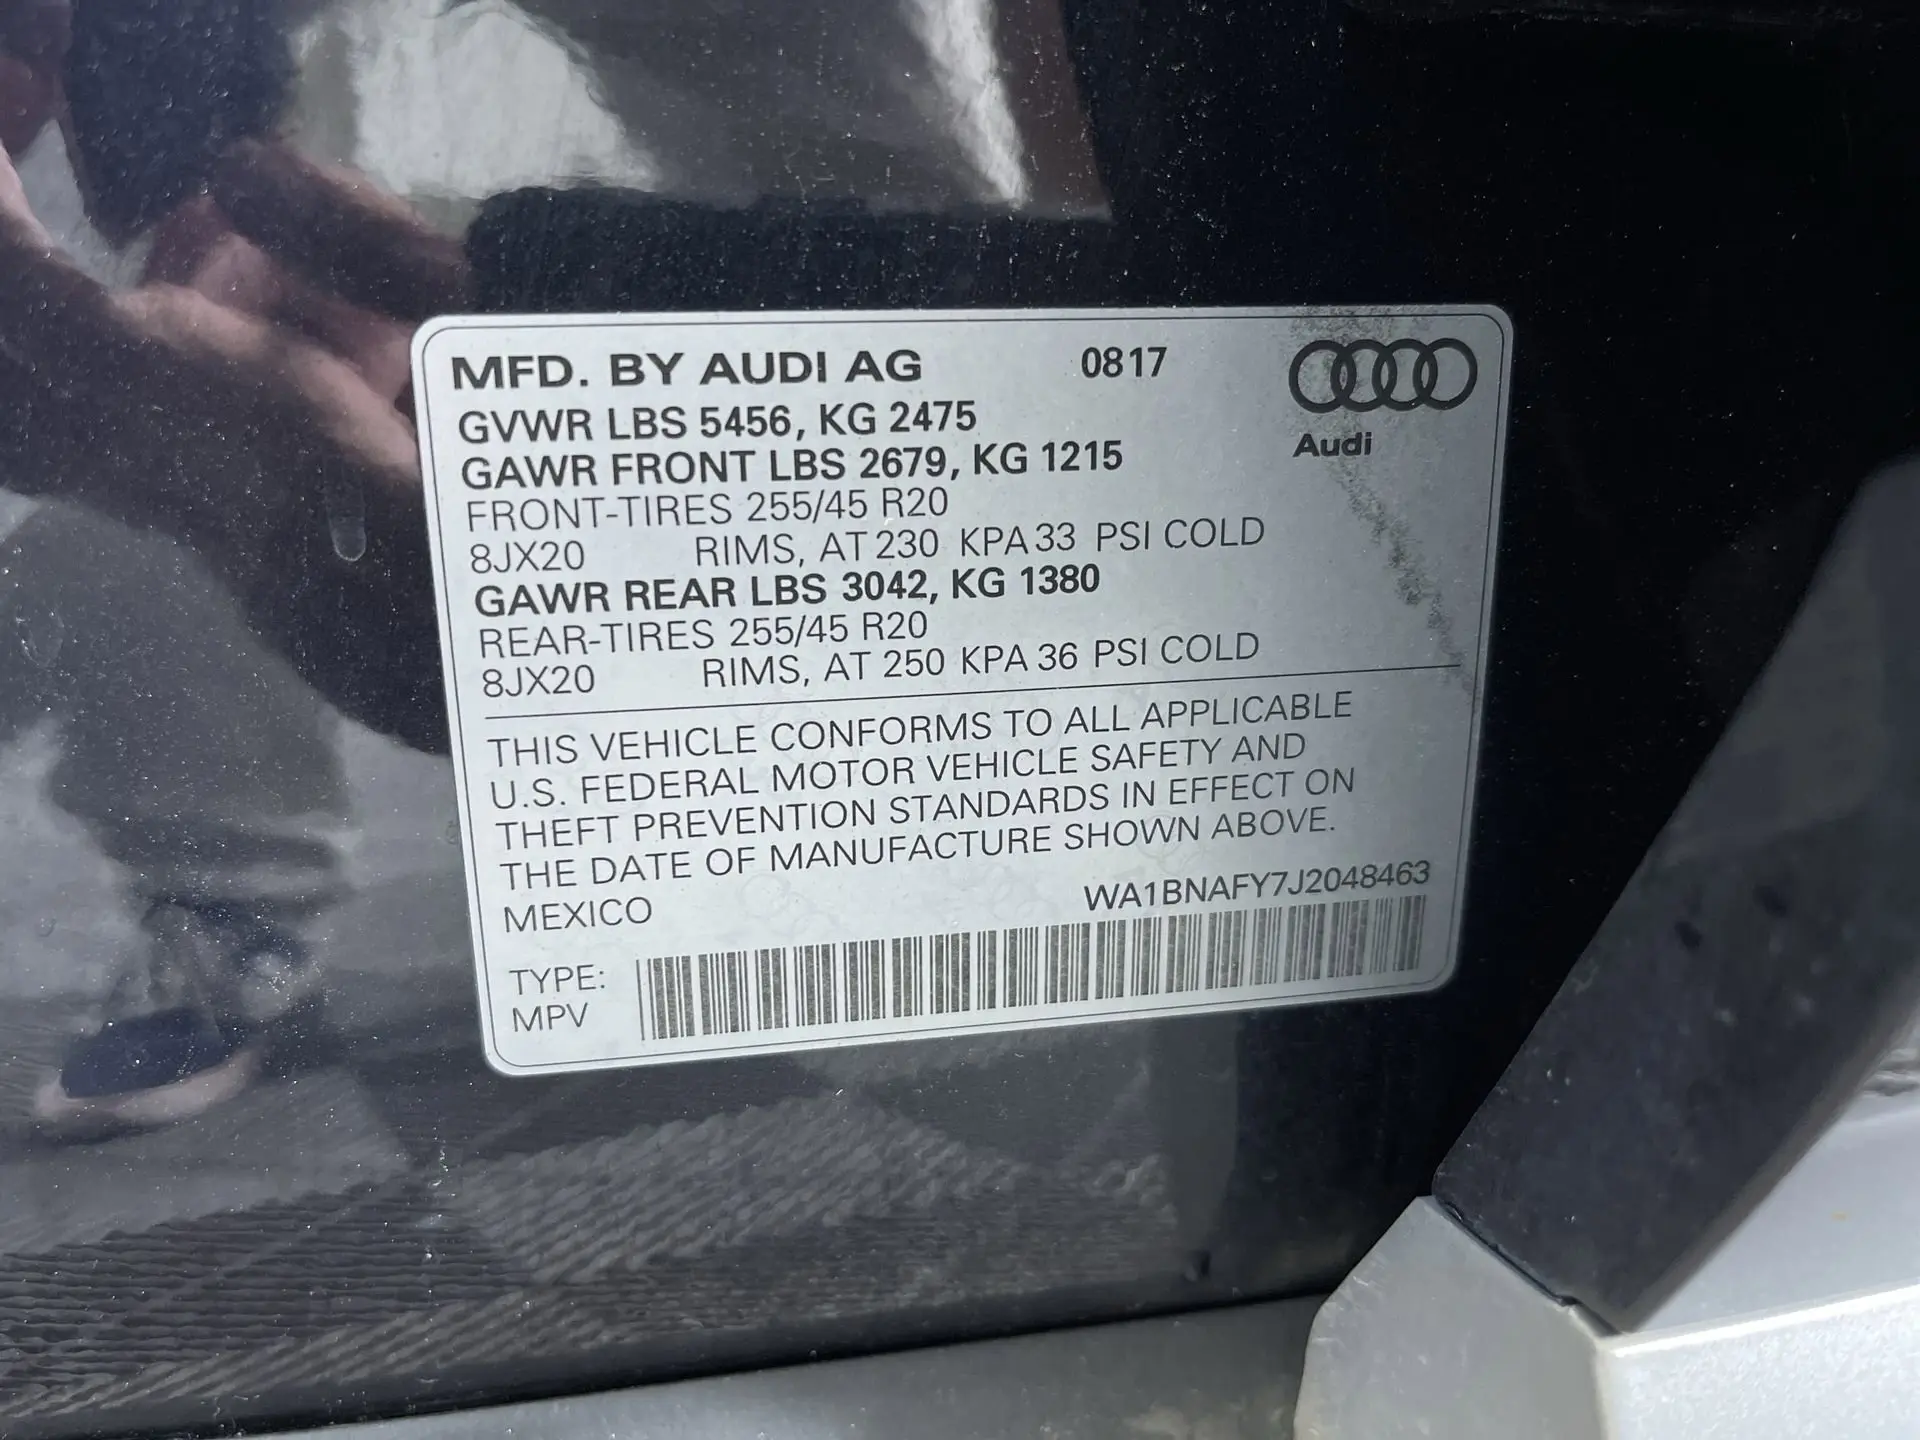 MFD. BY AUDI AG 0817
GVWR LBS 5456, KG 2475
GAWR FRONT LBS 2679, KG 1215
Audi
FRONT-TIRES 255/45 R20
8JX20 RIMS, AT 230 KPA 33 PSI COLD
GAWR REAR LBS 3042, KG 1380
REAR-TIRES 255/45 R20
8JX20 RIMS, AT 250 KPA 36 PSI COLD
THIS VEHICLE CONFORMS TO ALL APPLICABLE
U.S. FEDERAL MOTOR VEHICLE SAFETY AND
THEFT PREVENTION STANDARDS IN EFFECT ON
THE DATE OF MANUFACTURE SHOWN ABOVE.
MEXICO WA1BNAFY7J2048463
TYPE:
MPV